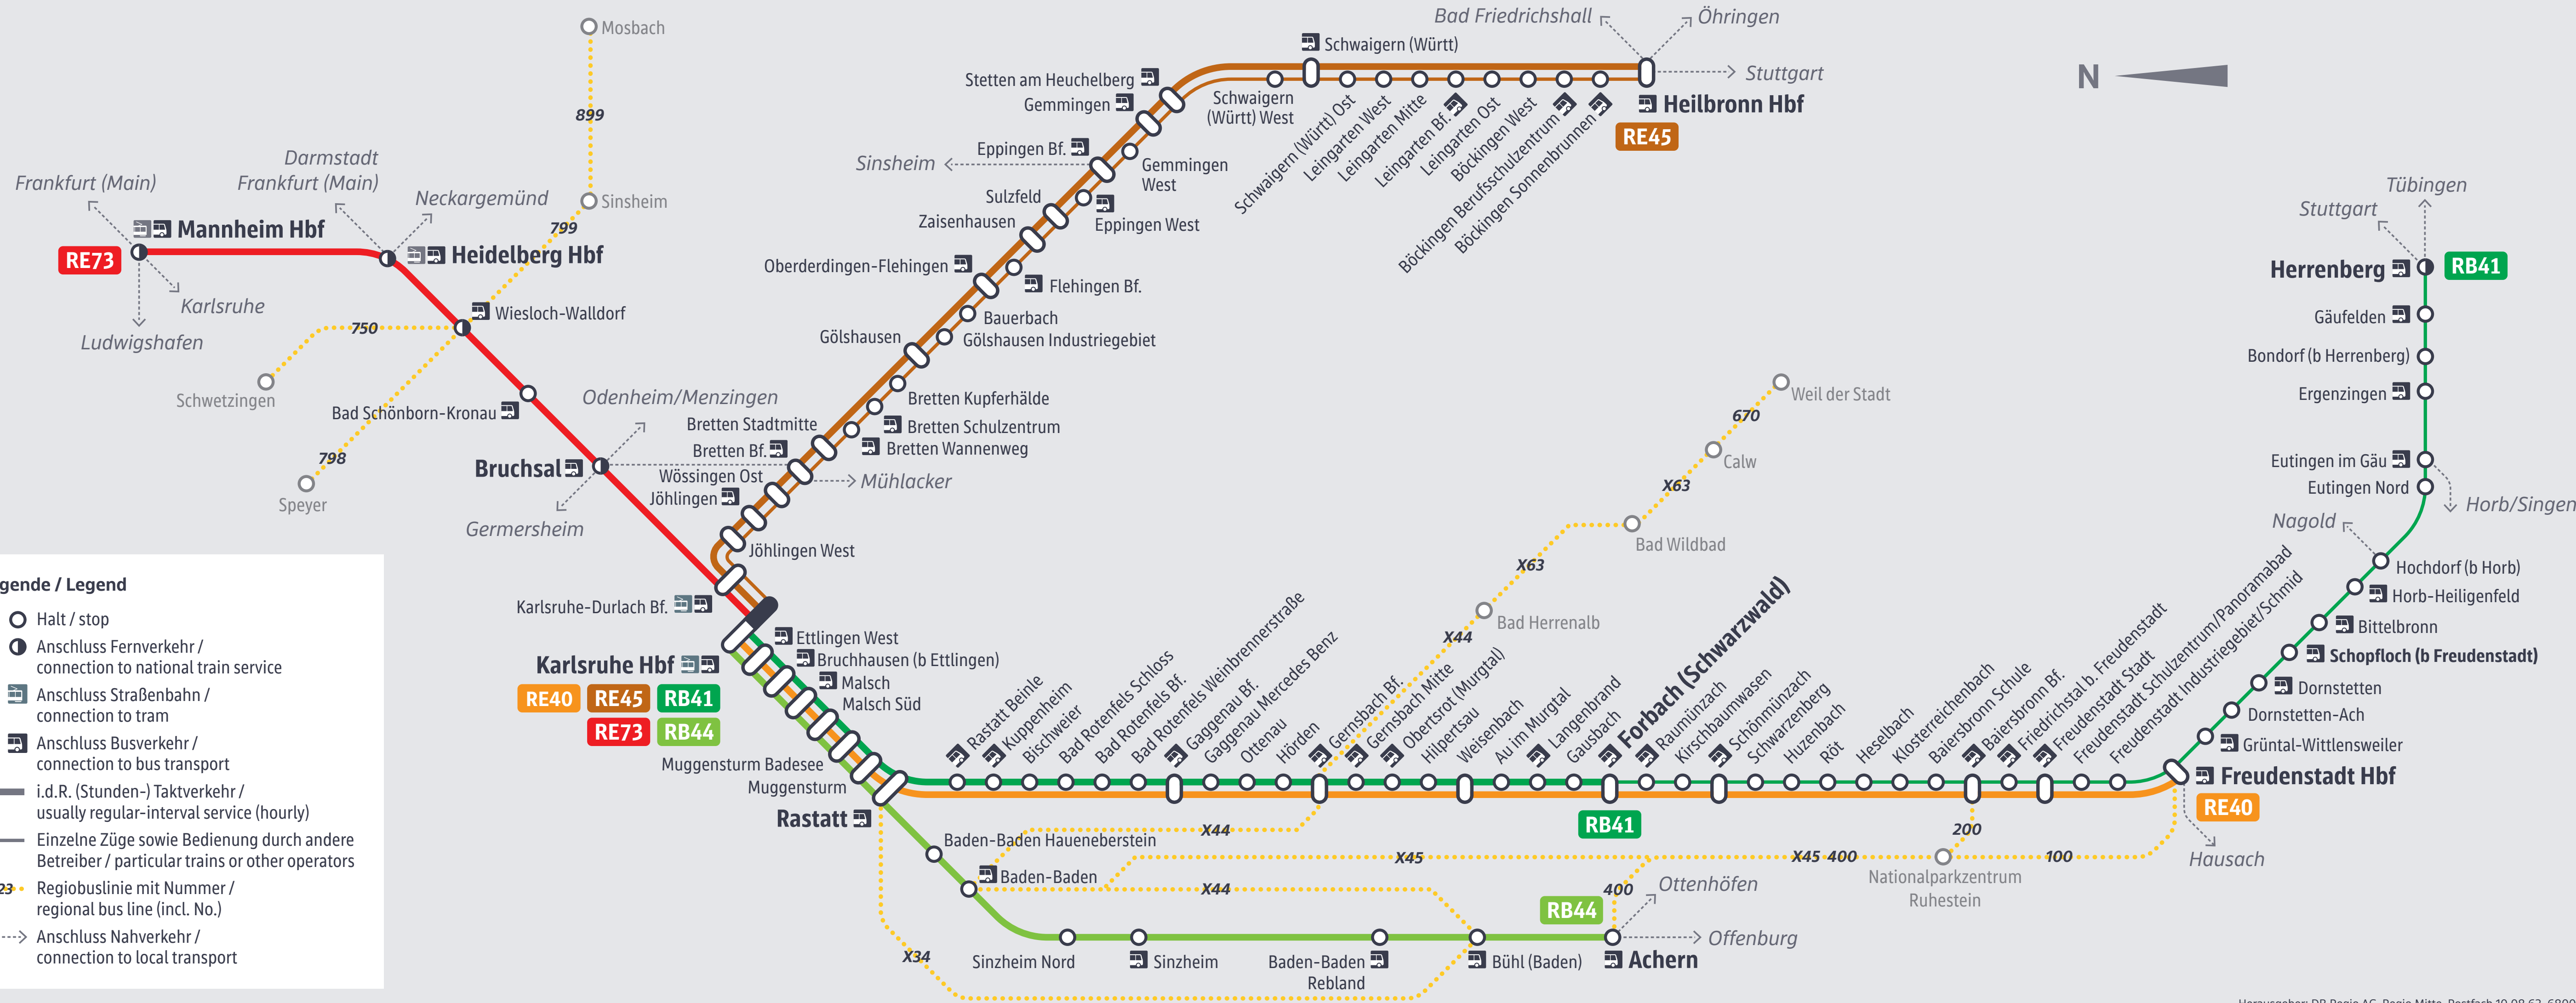 Mosbach
899
Sinsheim
799
Frankfurt (Main)
Darmstadt
Frankfurt (Main)
Neckargemünd
Mannheim Hbf
RE73
Heidelberg Hbf
Karlsruhe
Ludwigshafen
Wiesloch-Walldorf
750
Schwetzingen
Bad Schönborn-Kronau
798
Speyer
Odenheim/Menzingen
Bruchsal
Germersheim
Karlsruhe-Durlach Bf.
Bad Friedrichshall
Öhringen
Stuttgart
Heilbronn Hbf
RE45
Schwaigern (Württ)
Stetten am Heuchelberg
Gemmingen
Schwaigern
(Württ) West
Schwaigern (Württ) Ost
Leingarten West
Leingarten Mitte
Leingarten Bf.
Leingarten Ost
Böckingen West
Böckingen Berufsschulzentrum
Böckingen Sonnenbrunnen
Sinsheim
Eppingen Bf.
Gemmingen
West
Sulzfeld
Zaisenhausen
Eppingen West
Oberderdingen-Flehingen
Flehingen Bf.
Bauerbach
Gölshausen
Gölshausen Industriegebiet
Bretten Kupferhälde
Bretten Stadtmitte
Bretten Schulzentrum
Bretten Bf.
Bretten Wannenweg
Wössingen Ost
Mühlacker
Jöhlingen
Jöhlingen West
N
Tübingen
Stuttgart
Herrenberg
RB41
Gäufelden
Bondorf (b Herrenberg)
Ergenzingen
Eutingen im Gäu
Eutingen Nord
Horb/Singen
Nagold
Hochdorf (b Horb)
Horb-Heiligenfeld
Bittelbronn
Schopfloch (b Freudenstadt)
Dornstetten
Dornstetten-Ach
Grüntal-Wittlensweiler
Freudenstadt Hbf
RE40
Hausach
Weil der Stadt
670
Calw
X63
Bad Wildbad
X63
Bad Herrenalb
X44
Karlsruhe Hbf
RE40
RE45
RB41
RE73
RB44
Ettlingen West
Bruchhausen (b Ettlingen)
Malsch
Malsch Süd
Muggensturm Badesee
Muggensturm
Rastatt
Rastatt Beinle
Kuppenheim
Bischweier
Bad Rotenfels Schloss
Bad Rotenfels Bf.
Bad Rotenfels Weinbrennerstraße
Gaggenau Bf.
Gaggenau Mercedes Benz
Ottenau
Hörden
Gernsbach Bf.
Gernsbach Mitte
Obertsrot (Murgtal)
Hilpertsau
Weisenbach
Au im Murgtal
Langenbrand
Gausbach
Forbach (Schwarzwald)
Raumünzach
Kirschbaumwasen
Schönmünzach
Schwarzenberg
Huzenbach
Röt
Heselbach
Klosterreichenbach
Baiersbronn Schule
Baiersbronn Bf.
Friedrichstal b. Freudenstadt
Freudenstadt Stadt
Freudenstadt Schulzentrum/Panoramabad
Freudenstadt Industriegebiet/Schmid
RB41
Baden-Baden Haueneberstein
X44
X45
X45 400
200
100
Nationalparkzentrum
Ruhestein
Baden-Baden
X44
RB44
400
Ottenhöfen
Offenburg
Achern
Sinzheim Nord
Sinzheim
Baden-Baden
Rebland
Bühl (Baden)
X34
gende / Legend
Halt / stop
Anschluss Fernverkehr /
connection to national train service
Anschluss Straßenbahn /
connection to tram
Anschluss Busverkehr /
connection to bus transport
i.d.R. (Stunden-) Taktverkehr /
usually regular-interval service (hourly)
Einzelne Züge sowie Bedienung durch andere
Betreiber / particular trains or other operators
23
Regiobuslinie mit Nummer /
regional bus line (incl. No.)
Anschluss Nahverkehr /
connection to local transport